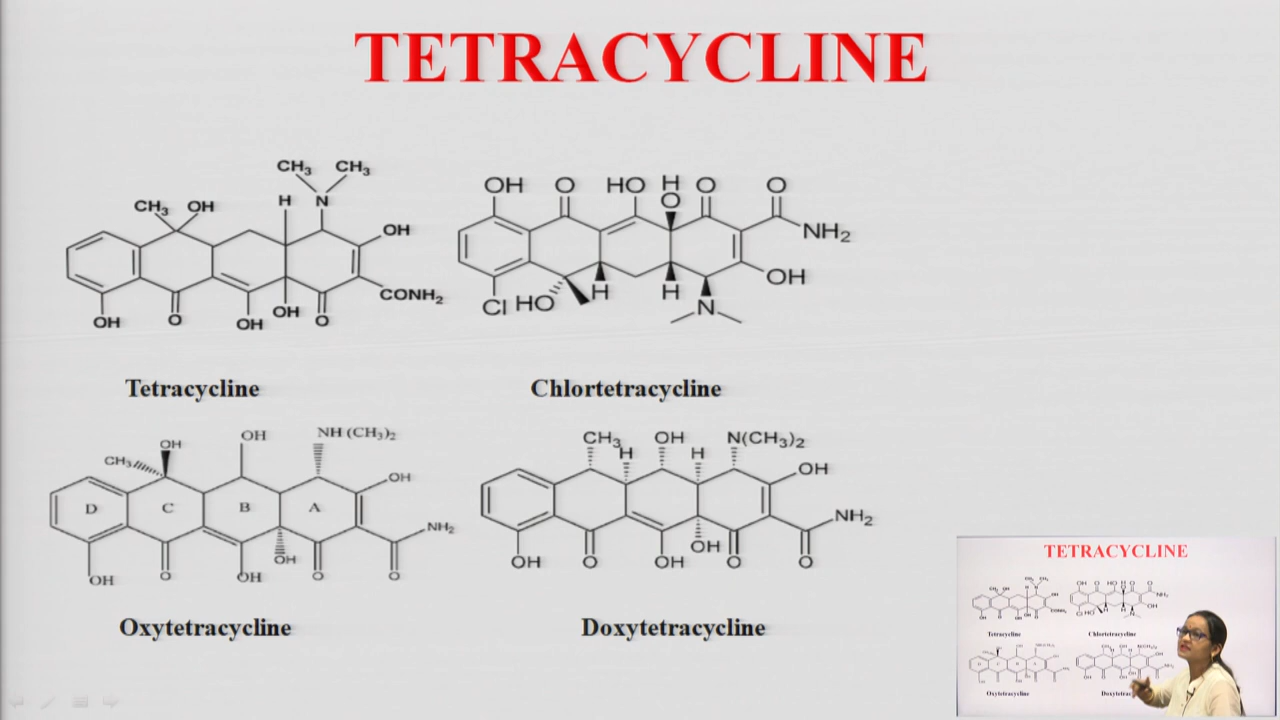 TETRACYCLINE
CH3 CH3
CH3 OH H N
OH
CONH2
OH O OH OH O
OH O HO H O O
O
NH2
OH
Cl HO H H N
Tetracycline Chlortetracycline
OH OH NH (CH3)2
CH3
OH
D C B A
NH2
OH O OH OH O O
CH3 OH N(CH3)2
H H
OH
NH2
OH
OH O OH O O
Oxytetracycline Doxytetracycline
TETRACYCLINE
Tetracycline Chlortetracycline
Oxytetracycline